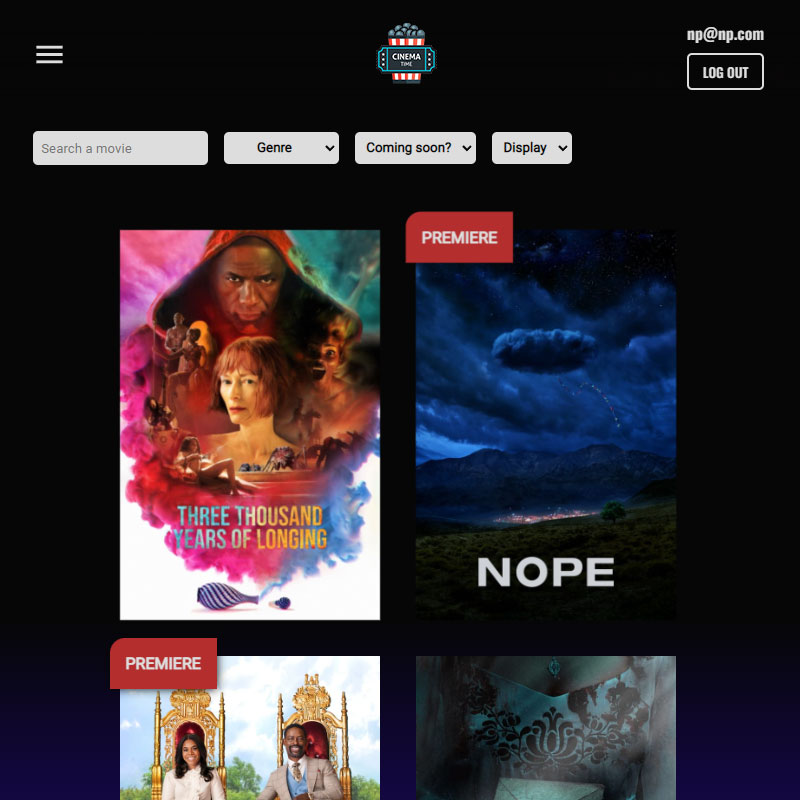 np@np.com
CINEMA
TIME
LOG OUT
Search a movie
Genre
Coming soon?
Display
PREMIERE
THREE THOUSAND
YEARS OF LONGING
NOPE
PREMIERE